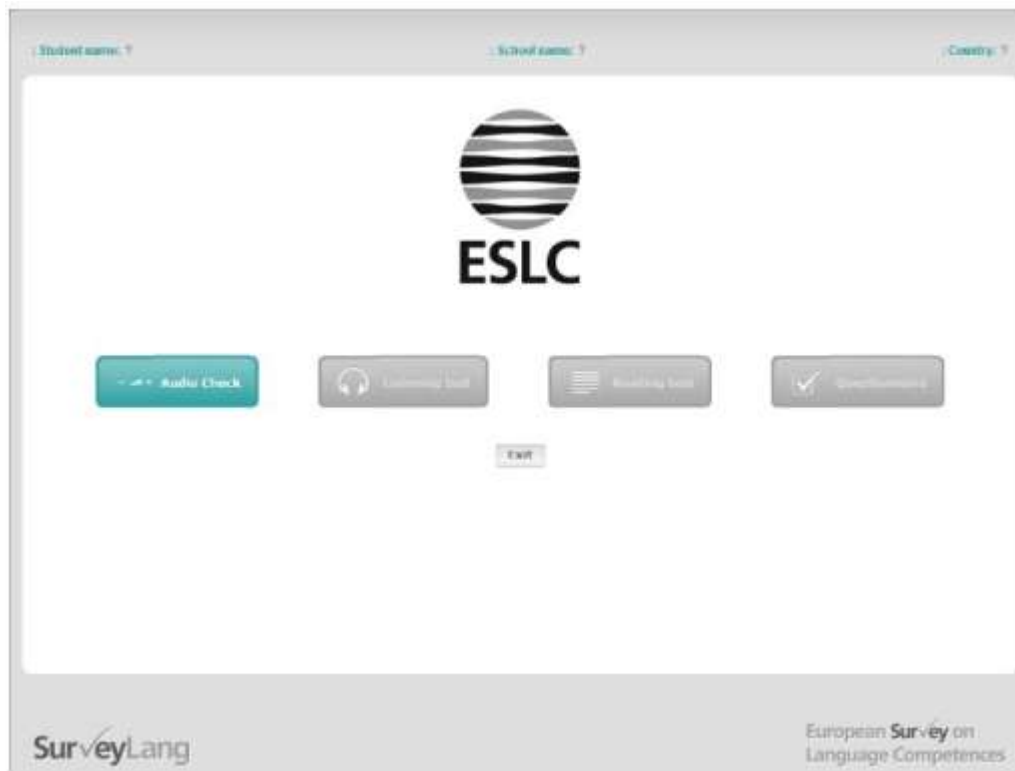 : Student name: ?
: School name: ?
: Country: ?
ESLC
Audio Check
Listening test
Reading test
Questionnaire
Exit
SurveyLang
European Survey on
Language Competences